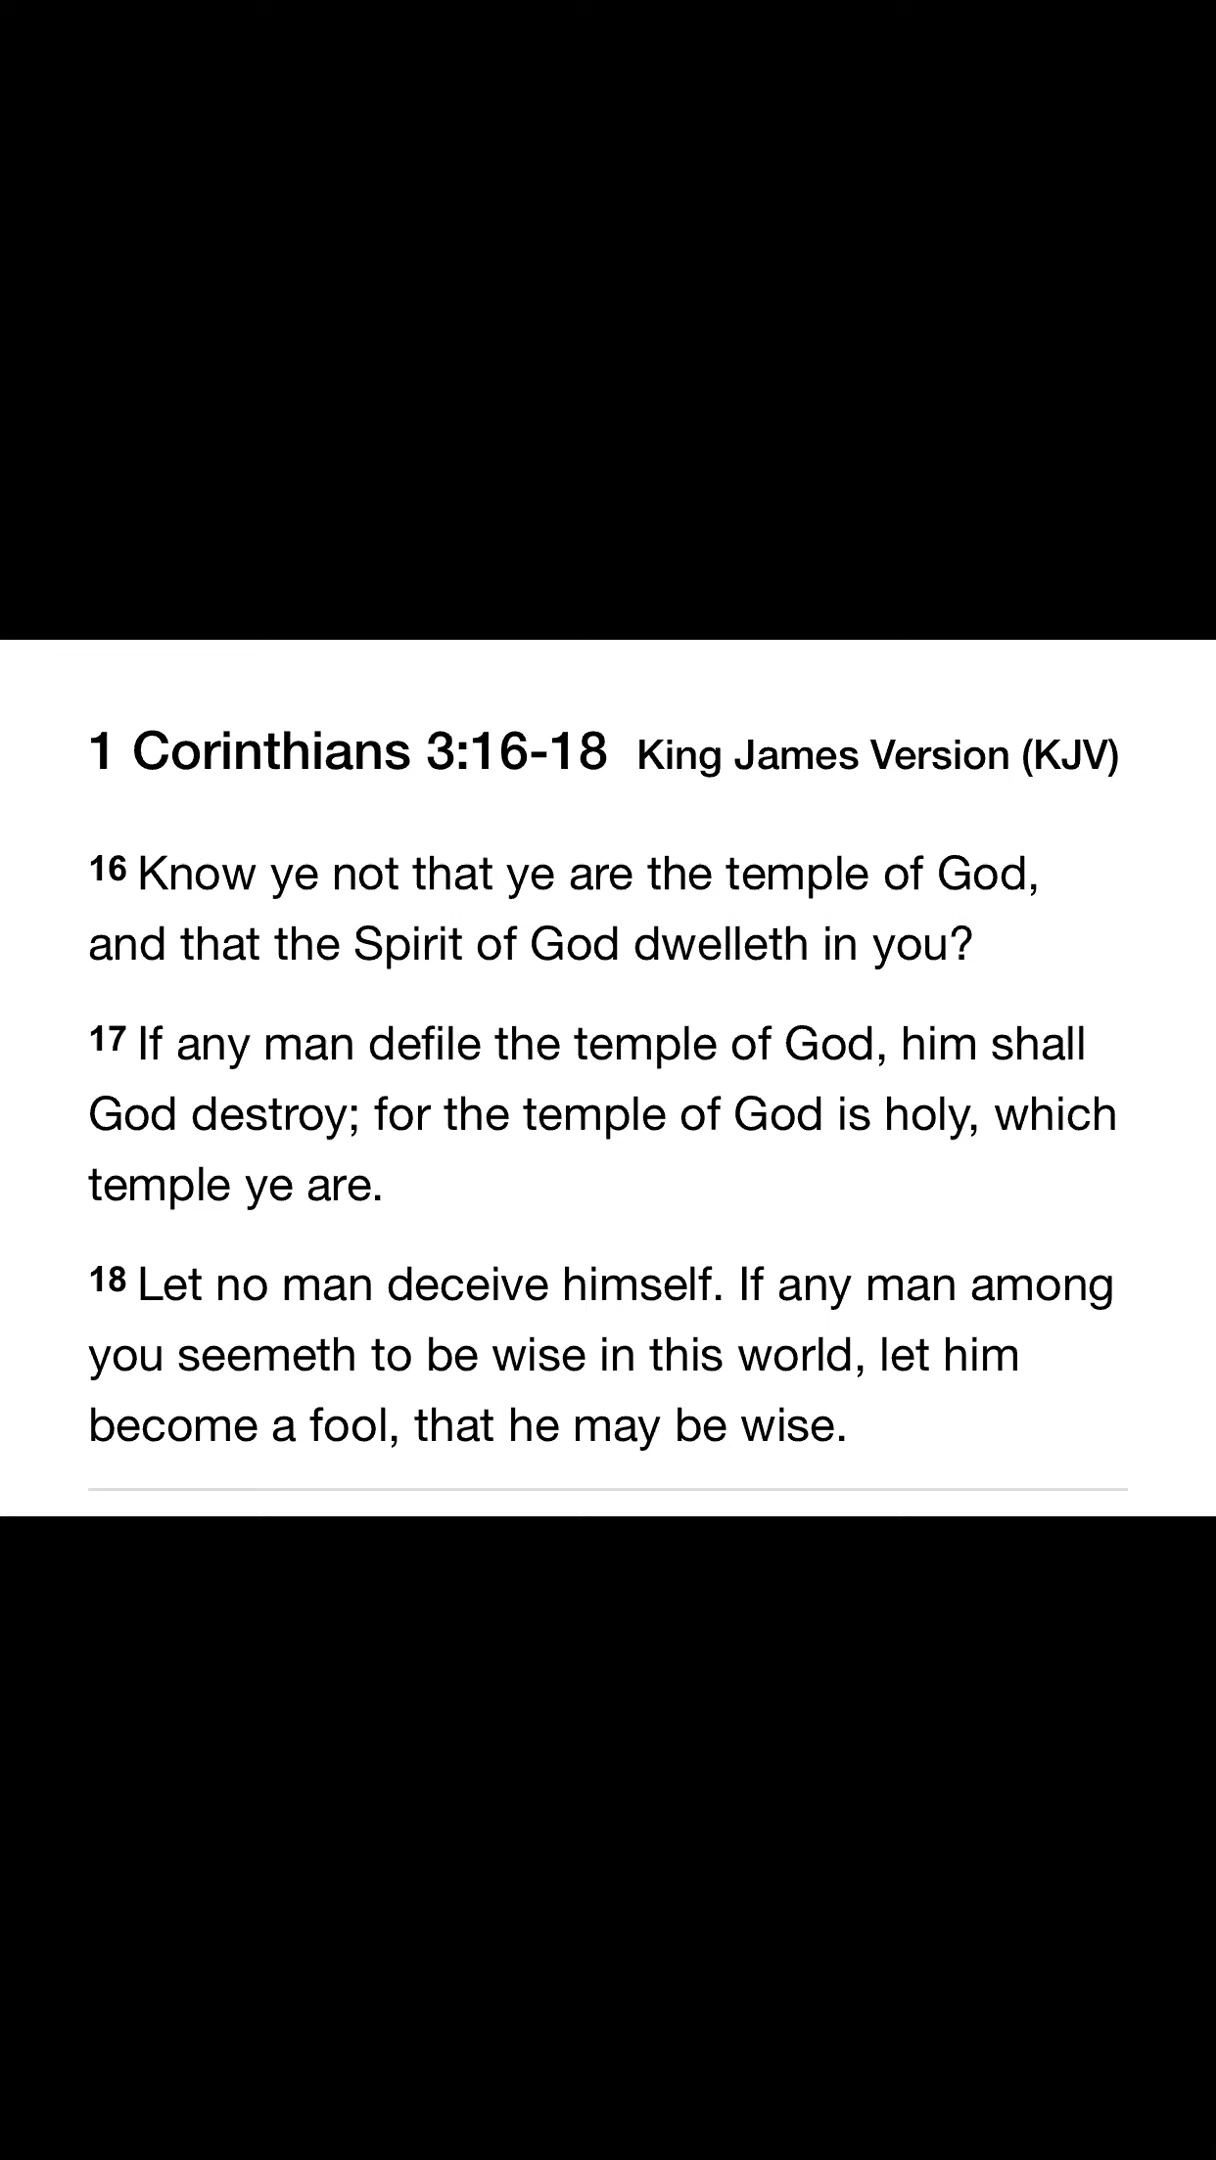 1 Corinthians 3:16-18 King James Version (KJV)
16 Know ye not that ye are the temple of God,
and that the Spirit of God dwelleth in you?
17 If any man defile the temple of God, him shall
God destroy; for the temple of God is holy, which
temple ye are.
18 Let no man deceive himself. If any man among
you seemeth to be wise in this world, let him
become a fool, that he may be wise.